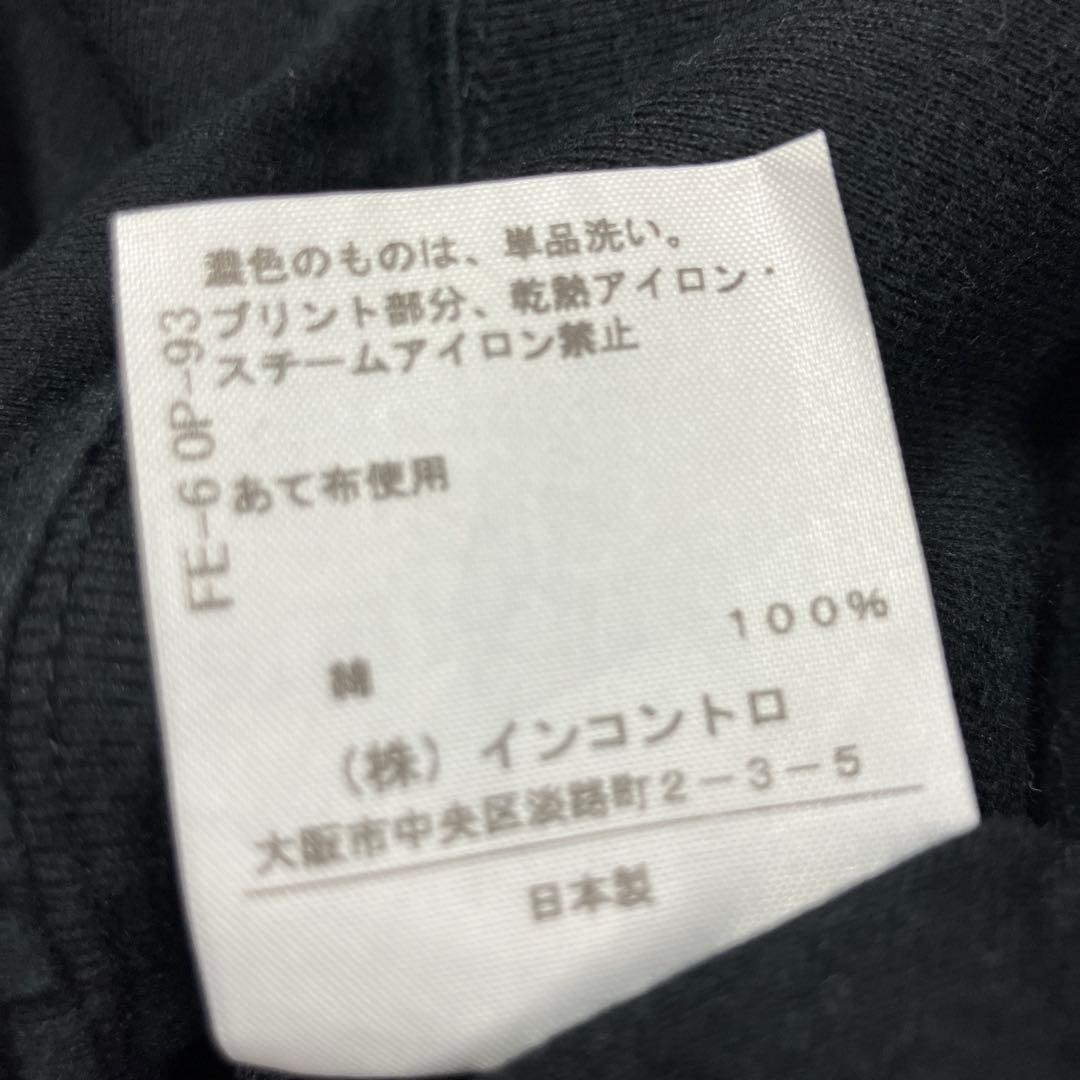 濃色のものは、単品洗い。
プリント部分、乾熱アイロン・
スチームアイロン禁止
あて布使用
FE-60P-93
綿 100%
(株)インコントロ
大阪市中央区淡路町2-3-5
日本製